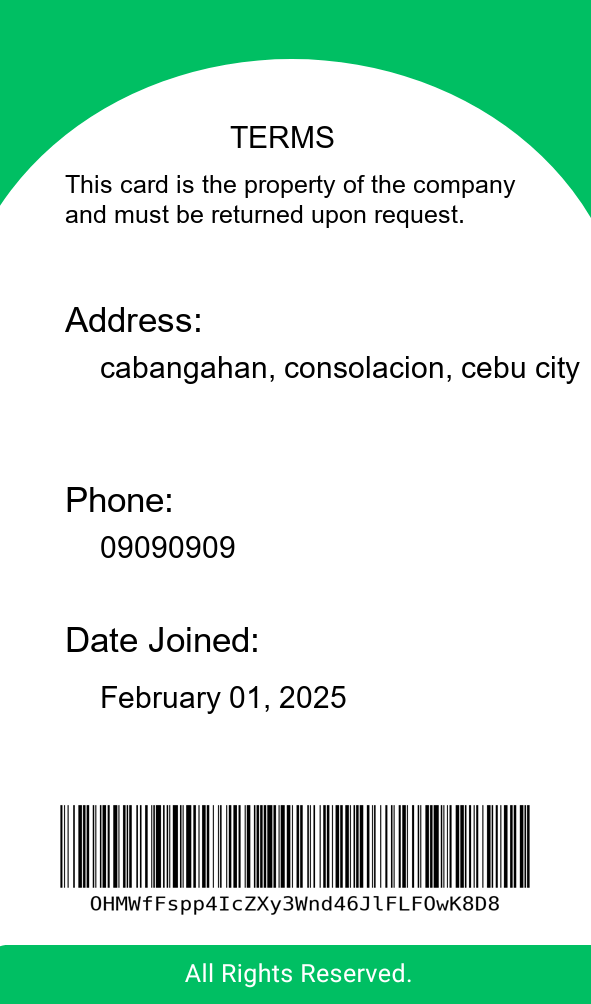 TERMS
This card is the property of the company
and must be returned upon request.
Address:
cabangahan, consolacion, cebu city
Phone:
09090909
Date Joined:
February 01, 2025
OHMWfFspp4IcZXy3Wnd46JlFLFOwK8D8
All Rights Reserved.